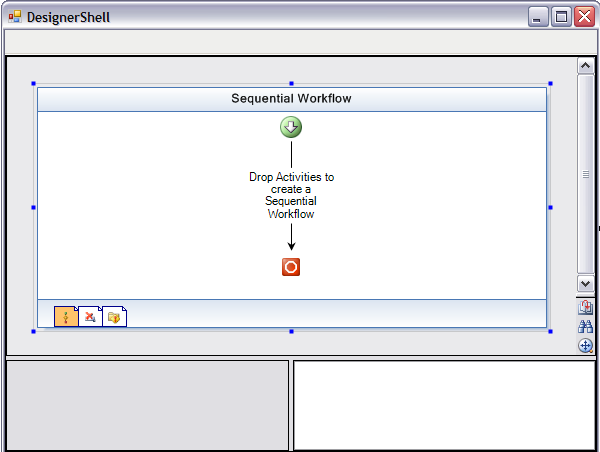 DesignerShell
Sequential Workflow
Drop Activities to
create a
Sequential
Workflow